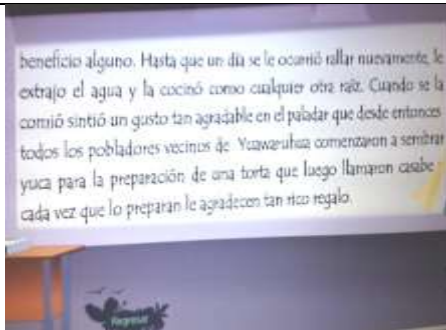 beneficio alguno. Hasta que un día se le ocurrió rallar nuevamente, le
extrajo el agua y la cocinó como cualquier otra raíz. Cuando se la
comió sintió un gusto tan agradable en el paladar que desde entonces
todos los pobladores vecinos de comenzaron a sembrar
yuca para la preparación de una torta que luego llamaron casabe
cada vez que lo preparan le agradecen tan rico regalo.